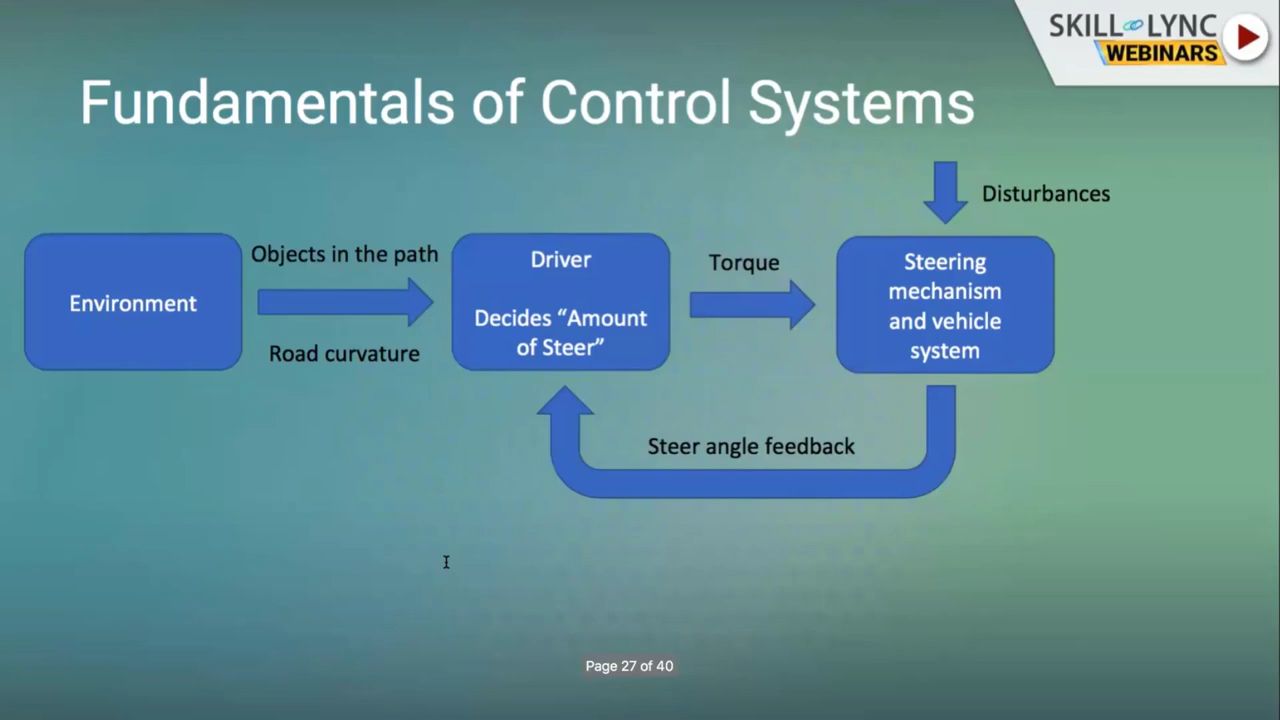 SKILL LYNC
WEBINARS
Fundamentals of Control Systems
Disturbances
Environment
Objects in the path
Road curvature
Driver
Decides “Amount
of Steer”
Torque
Steering
mechanism
and vehicle
system
Steer angle feedback
Page 27 of 40